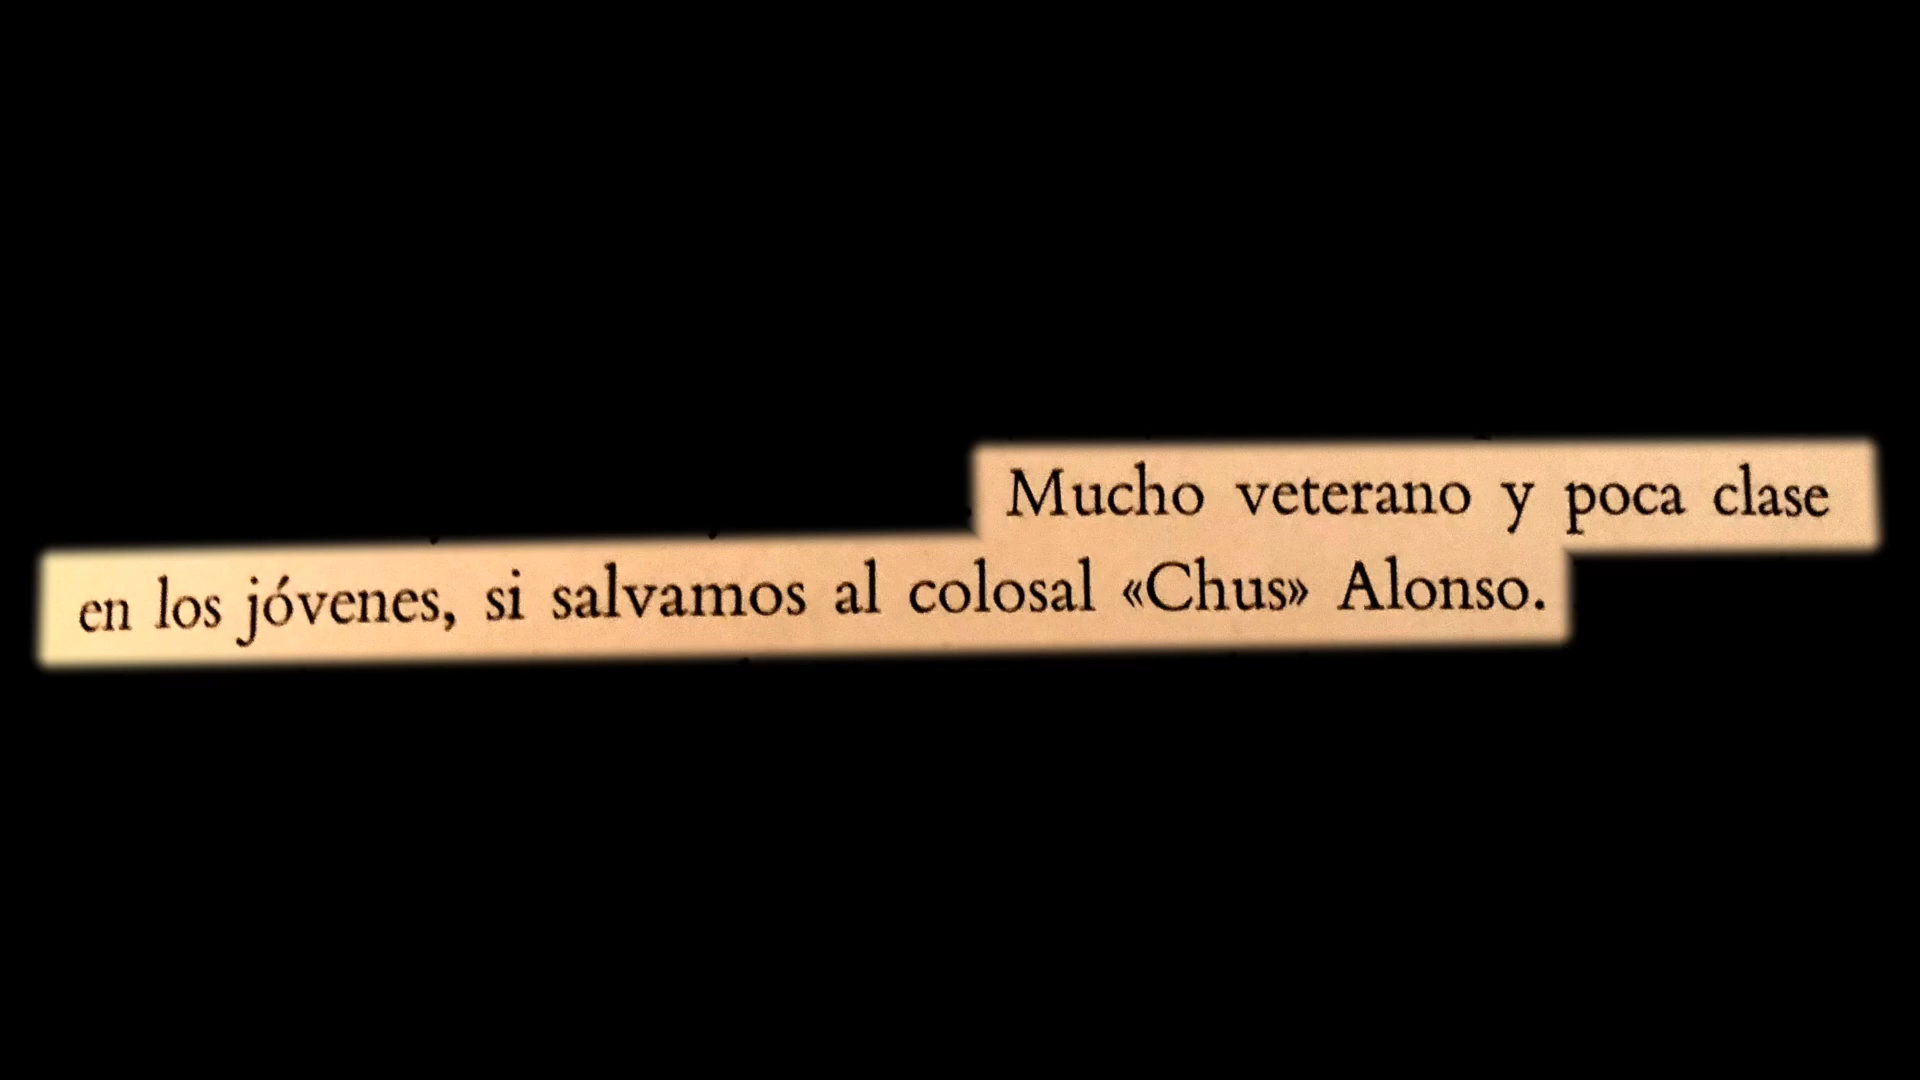 Mucho veterano y poca clase
en los jóvenes, si salvamos al colosal «Chus» Alonso.